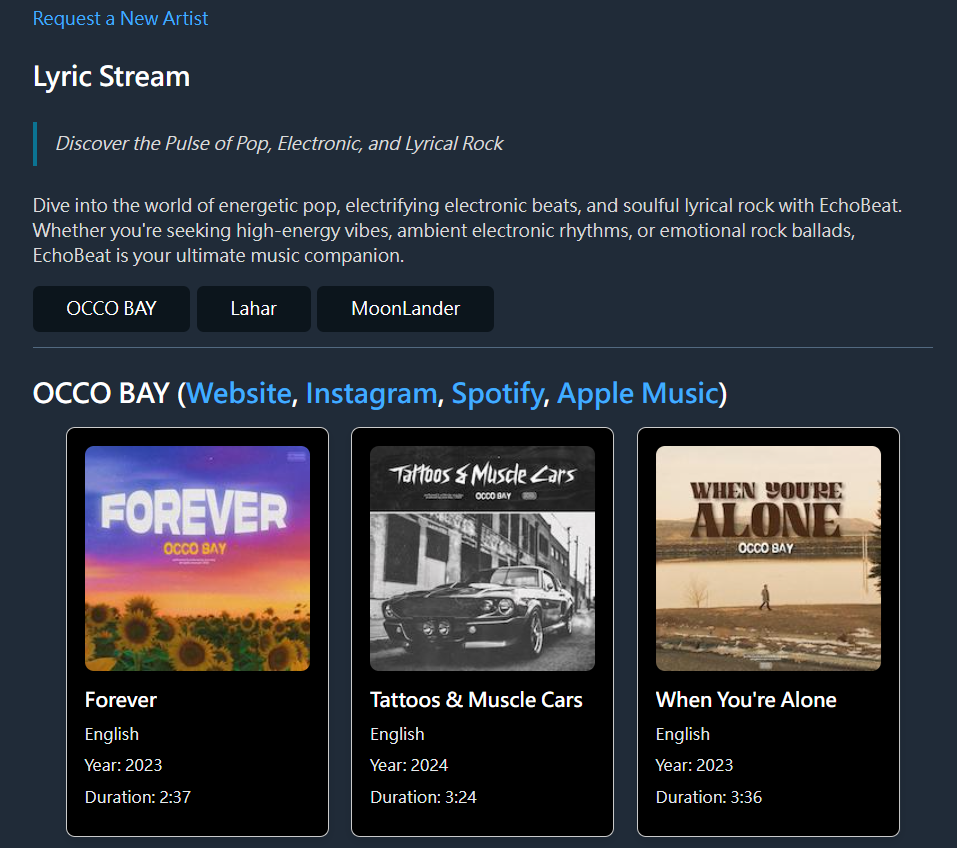 Request a New Artist
Lyric Stream
Discover the Pulse of Pop, Electronic, and Lyrical Rock
Dive into the world of energetic pop, electrifying electronic beats, and soulful lyrical rock with EchoBeat.
Whether you're seeking high-energy vibes, ambient electronic rhythms, or emotional rock ballads,
EchoBeat is your ultimate music companion.
OCCO BAY Lahar MoonLander
OCCO BAY (Website, Instagram, Spotify, Apple Music)
FOREVER
OCCO BAY
Forever
English
Year: 2023
Duration: 2:37
Tattoos & Muscle Cars
OCCO BAY
Tattoos & Muscle Cars
English
Year: 2024
Duration: 3:24
WHEN YOU'RE
ALONE
OCCO BAY
When You're Alone
English
Year: 2023
Duration: 3:36